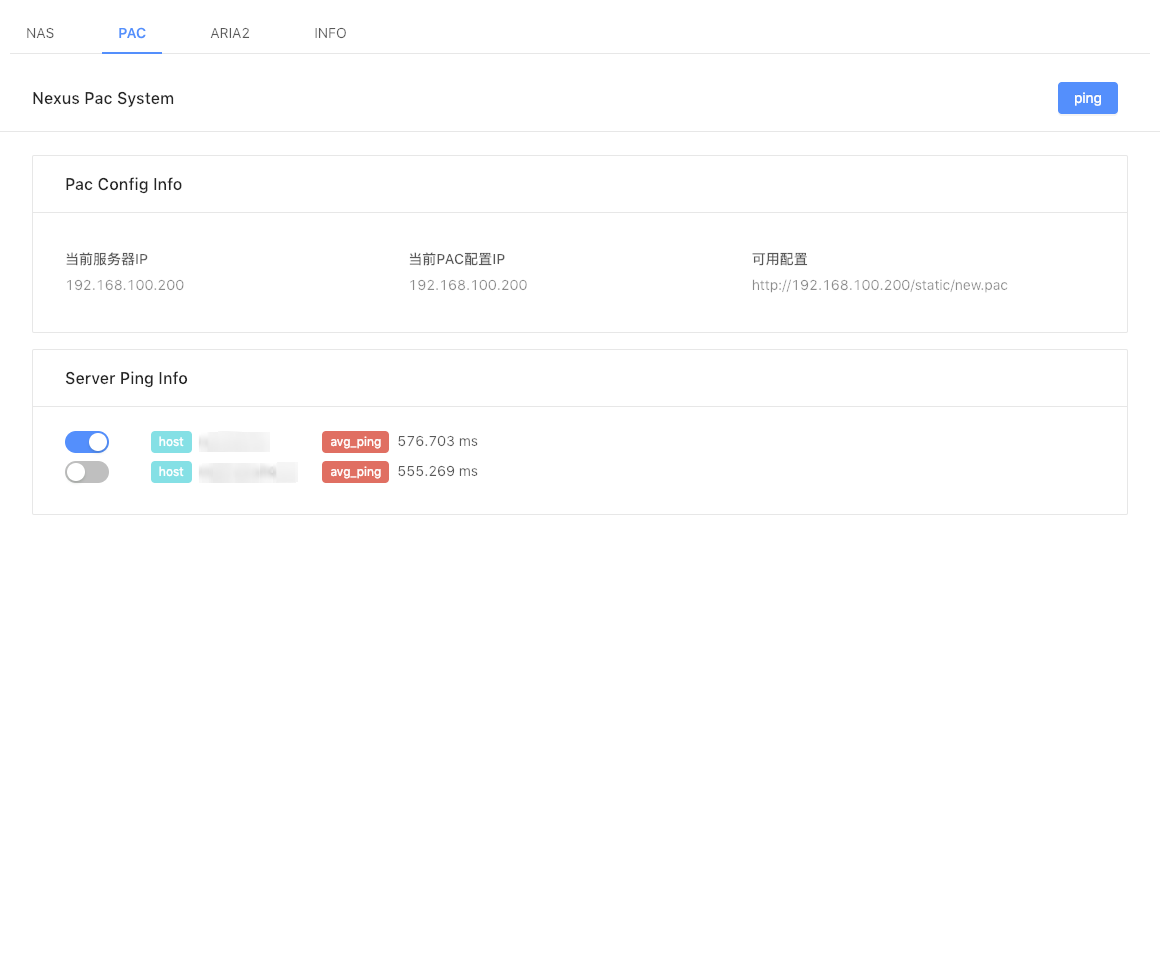 NAS PAC ARIA2 INFO
Nexus Pac System ping
Pac Config Info
当前服务器IP 当前PAC配置IP 可用配置
192.168.100.200 192.168.100.200 http://192.168.100.200/static/new.pac
Server Ping Info
host avg_ping 576.703 ms
host avg_ping 555.269 ms